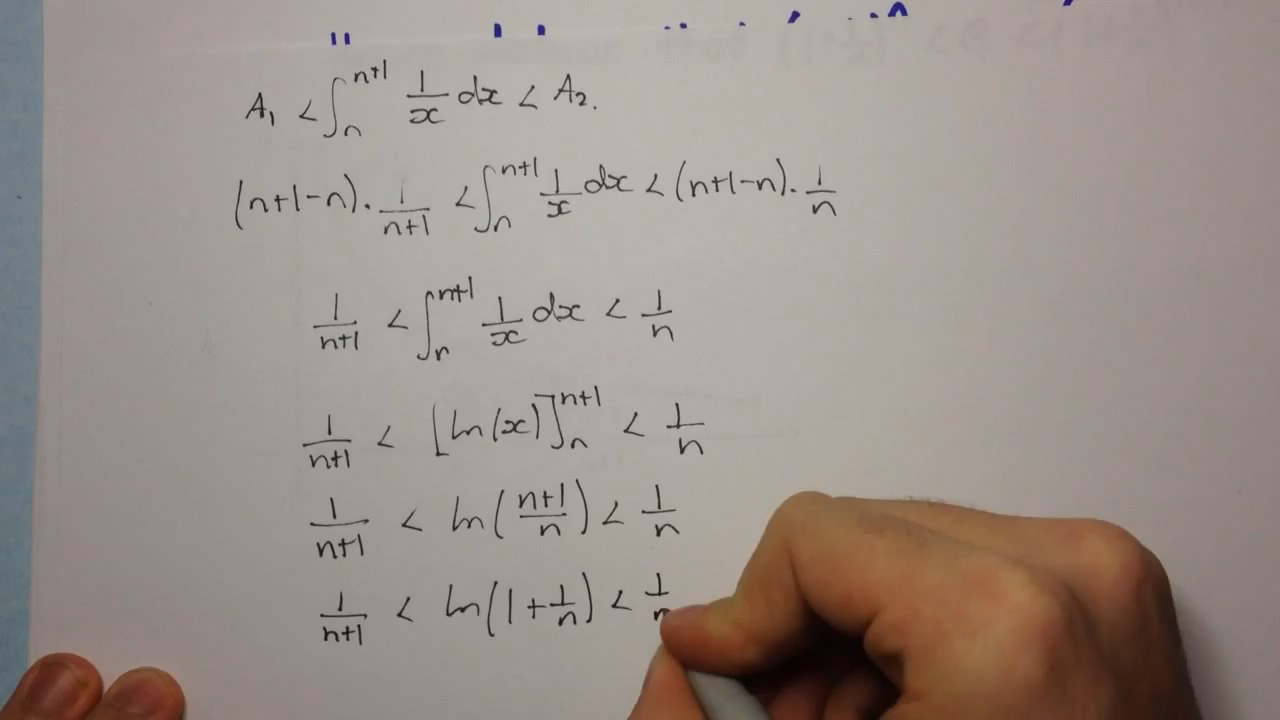 A₁ < ∫ₙⁿ⁺¹ 1/x dx < A₂.
(n+1-n). 1/(n+1) < ∫ₙⁿ⁺¹ 1/x dx < (n+1-n). 1/n
1/(n+1) < ∫ₙⁿ⁺¹ 1/x dx < 1/n
1/(n+1) < [ln(x)]ₙⁿ⁺¹ < 1/n
1/(n+1) < ln((n+1)/n) < 1/n
1/(n+1) < ln(1+1/n) < 1/n